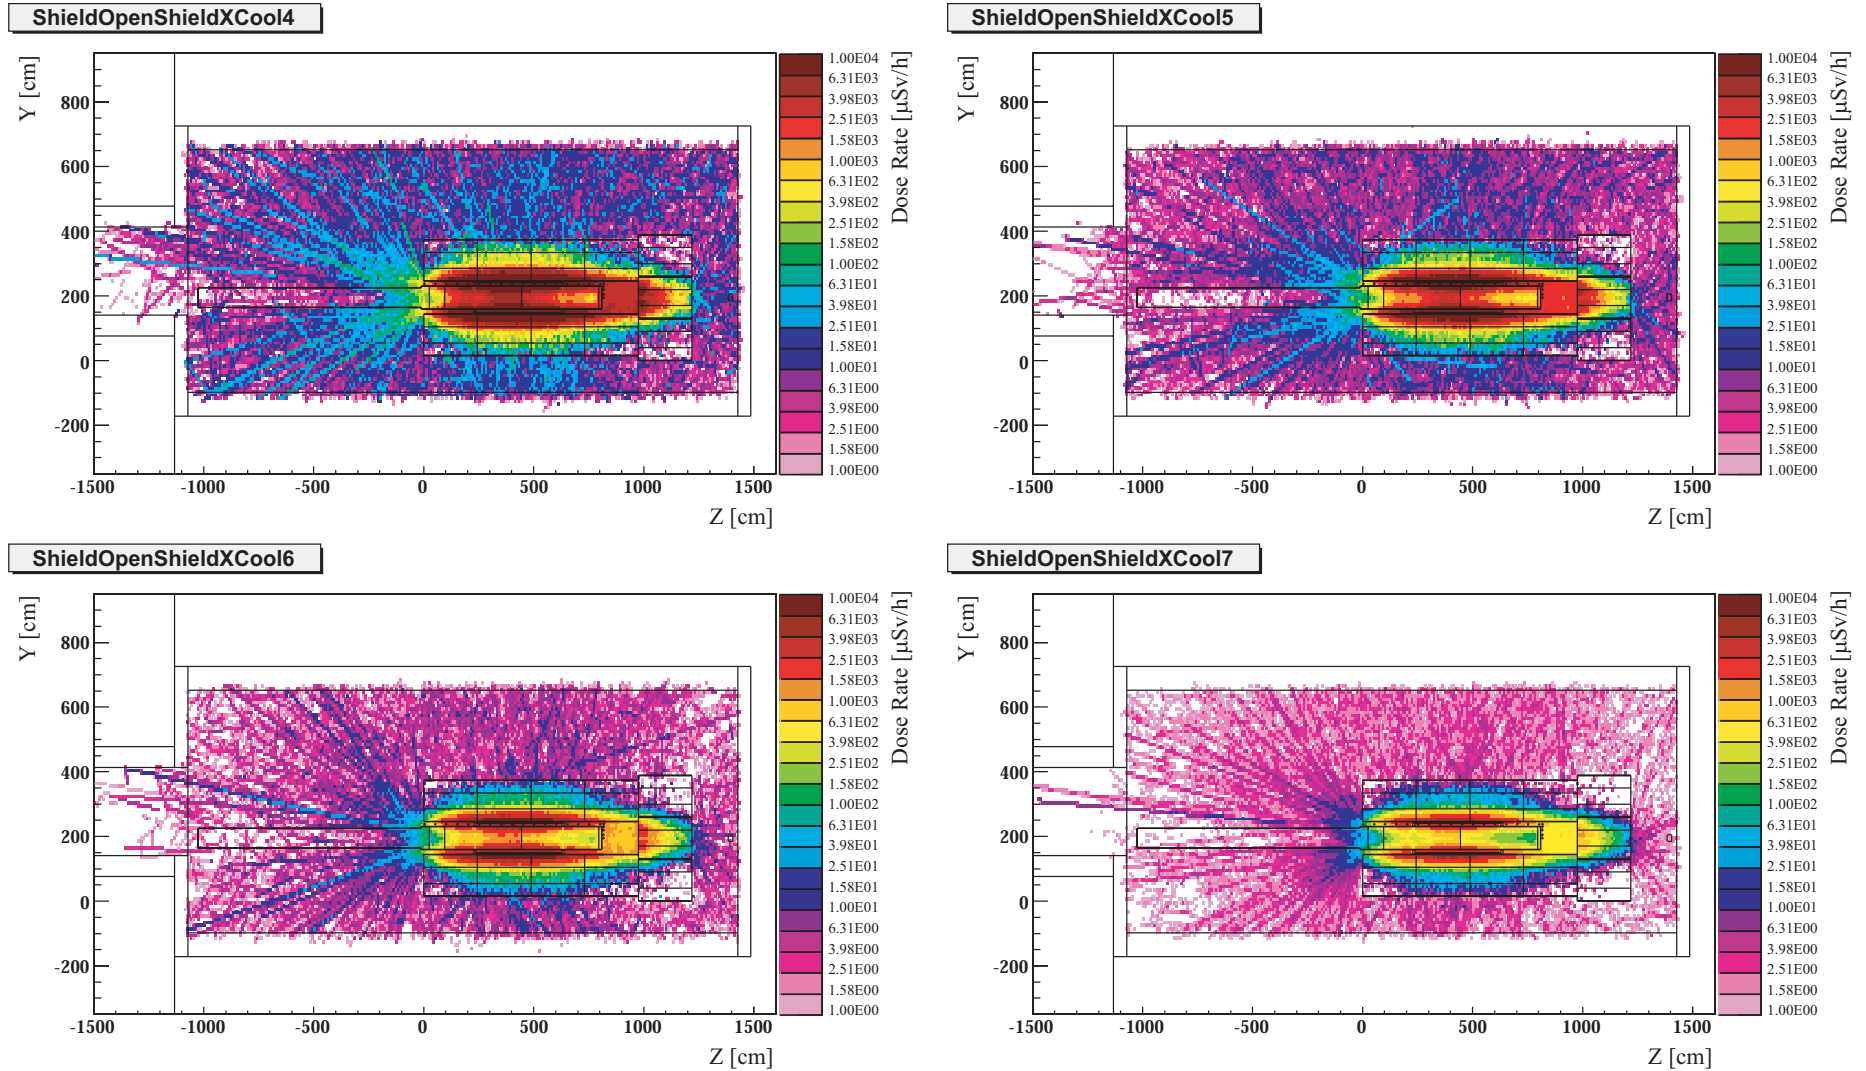 ShieldOpenShieldXCool4
Y [cm]
800
600
400
200
0
-200
-1500 -1000 -500 0 500 1000 1500
Z [cm]
1.00E04
6.31E03
3.98E03
2.51E03
1.58E03
1.00E03
6.31E02
3.98E02
2.51E02
1.58E02
1.00E02
6.31E01
3.98E01
2.51E01
1.58E01
1.00E01
6.31E00
3.98E00
2.51E00
1.58E00
1.00E00
Dose Rate [μSv/h]
ShieldOpenShieldXCool5
Y [cm]
800
600
400
200
0
-200
-1500 -1000 -500 0 500 1000 1500
Z [cm]
1.00E04
6.31E03
3.98E03
2.51E03
1.58E03
1.00E03
6.31E02
3.98E02
2.51E02
1.58E02
1.00E02
6.31E01
3.98E01
2.51E01
1.58E01
1.00E01
6.31E00
3.98E00
2.51E00
1.58E00
1.00E00
Dose Rate [μSv/h]
ShieldOpenShieldXCool6
Y [cm]
800
600
400
200
0
-200
-1500 -1000 -500 0 500 1000 1500
Z [cm]
1.00E04
6.31E03
3.98E03
2.51E03
1.58E03
1.00E03
6.31E02
3.98E02
2.51E02
1.58E02
1.00E02
6.31E01
3.98E01
2.51E01
1.58E01
1.00E01
6.31E00
3.98E00
2.51E00
1.58E00
1.00E00
Dose Rate [μSv/h]
ShieldOpenShieldXCool7
Y [cm]
800
600
400
200
0
-200
-1500 -1000 -500 0 500 1000 1500
Z [cm]
1.00E04
6.31E03
3.98E03
2.51E03
1.58E03
1.00E03
6.31E02
3.98E02
2.51E02
1.58E02
1.00E02
6.31E01
3.98E01
2.51E01
1.58E01
1.00E01
6.31E00
3.98E00
2.51E00
1.58E00
1.00E00
Dose Rate [μSv/h]